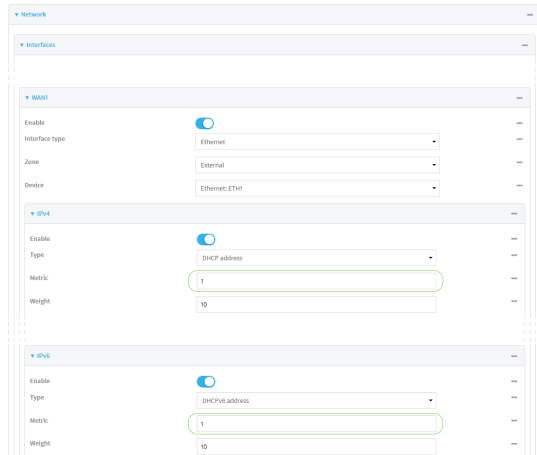 Network
Interfaces
WAN1
Enable
Interface type Ethernet
Zone External
Device Ethernet: ETH1
IPv4
Enable
Type DHCP address
Metric 1
Weight 10
IPv6
Enable
Type DHCPv6 address
Metric 1
Weight 10